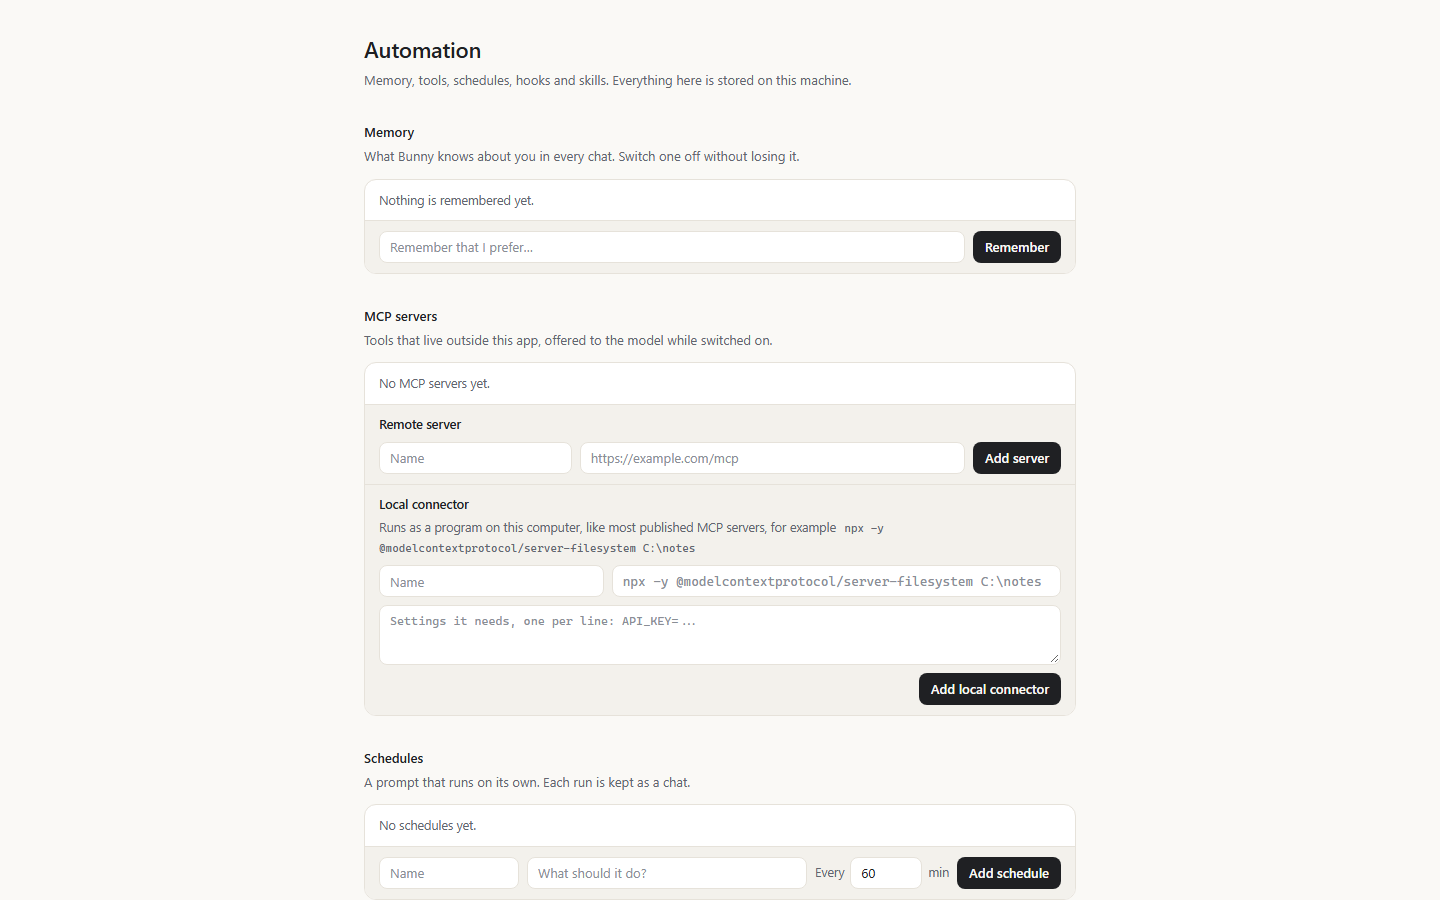 Automation
Memory, tools, schedules, hooks and skills. Everything here is stored on this machine.
Memory
What Bunny knows about you in every chat. Switch one off without losing it.
Nothing is remembered yet.
Remember that I prefer...
Remember
MCP servers
Tools that live outside this app, offered to the model while switched on.
No MCP servers yet.
Remote server
Name
https://example.com/mcp
Add server
Local connector
Runs as a program on this computer, like most published MCP servers, for example npx -y
@modelcontextprotocol/server-filesystem C:\notes
Name
npx -y @modelcontextprotocol/server-filesystem C:\notes
Settings it needs, one per line: API_KEY=...
Add local connector
Schedules
A prompt that runs on its own. Each run is kept as a chat.
No schedules yet.
Name
What should it do?
Every
60
min
Add schedule